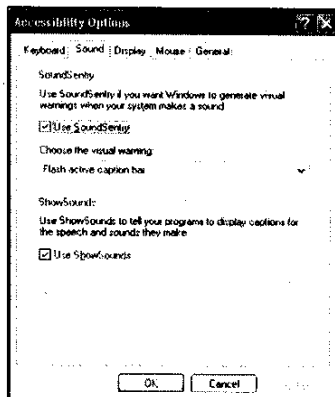 Accessibility Options
Keyboard Sound Display Mouse General
SoundSentry
Use SoundSentry if you want Windows to generate visual
warnings when your system makes a sound
Use SoundSentry
Choose the visual warning:
Flash active caption bar
ShowSounds
Use ShowSounds to tell your programs to display captions for
the speech and sounds they make
Use ShowSounds
OK Cancel